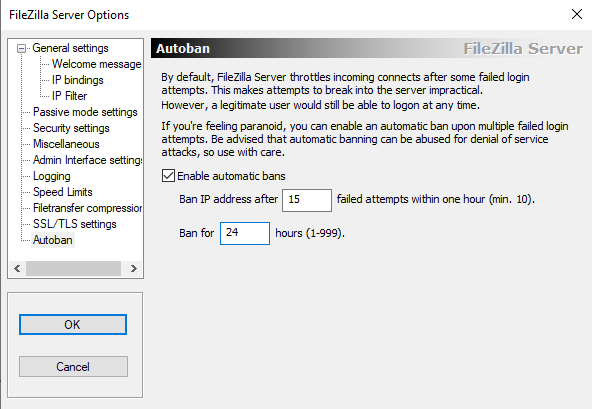 FileZilla Server Options
General settings
Welcome message
IP bindings
IP Filter
Passive mode settings
Security settings
Miscellaneous
Admin Interface setting
Logging
Speed Limits
Filetransfer compression
SSL/TLS settings
Autoban
OK
Cancel
Autoban
FileZilla Server
By default, FileZilla Server throttles incoming connects after some failed login
attempts. This makes attempts to break into the server impractical.
However, a legitimate user would still be able to logon at any time.
If you're feeling paranoid, you can enable an automatic ban upon multiple failed login
attempts. Be advised that automatic banning can be abused for denial of service
attacks, so use with care.
Enable automatic bans
Ban IP address after 15 failed attempts within one hour (min. 10).
Ban for 24 hours (1-999).